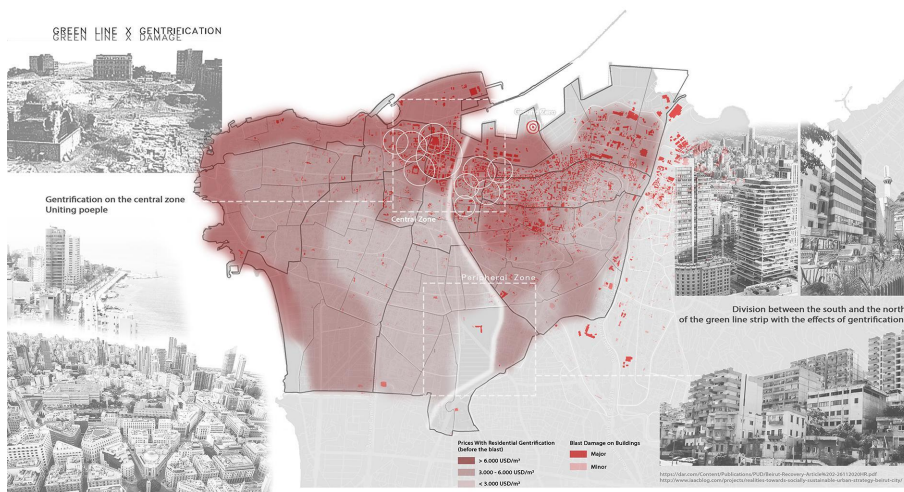 GREEN LINE X GENTRIFICATION
GREEN LINE X DAMAGE
Gentrification on the central zone
Uniting poeple
Central Zone
Peripheral Zone
Division between the south and the north
of the green line strip with the effects of gentrification
Prices With Residential Gentrification
(before the blast)
> 6.000 USD/m²
3.000 - 6.000 USD/m²
< 3.000 USD/m²
Blast Damage on Buildings
Major
Minor
https://dar.com/Content/Publications/PUD/Beirut-Recovery-Article%202-26112020HR.pdf
http://www.iaacblog.com/projects/realities-towards-socially-sustainable-urban-strategy-beirut-city/